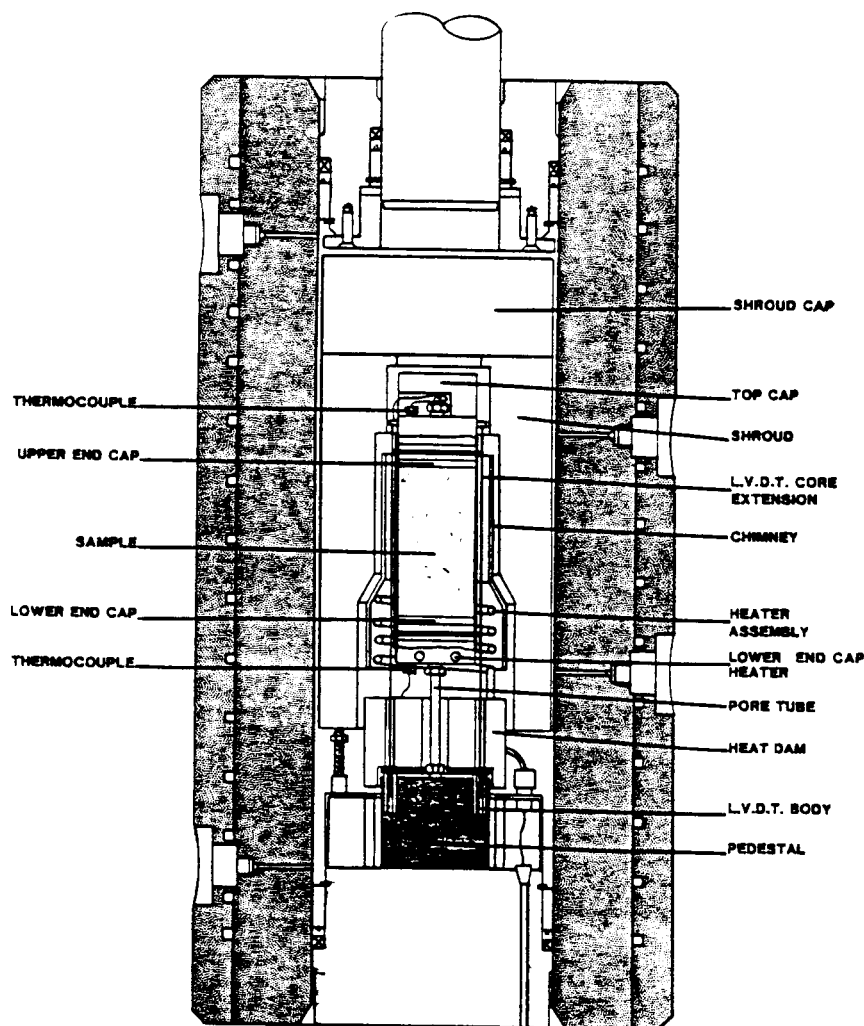 SHROUD CAP
THERMOCOUPLE
TOP CAP
SHROUD
UPPER END CAP
L.V.D.T. CORE
EXTENSION
SAMPLE
CHIMNEY
LOWER END CAP
HEATER
ASSEMBLY
THERMOCOUPLE
LOWER END CAP
HEATER
PORE TUBE
HEAT DAM
L.V.D.T. BODY
PEDESTAL